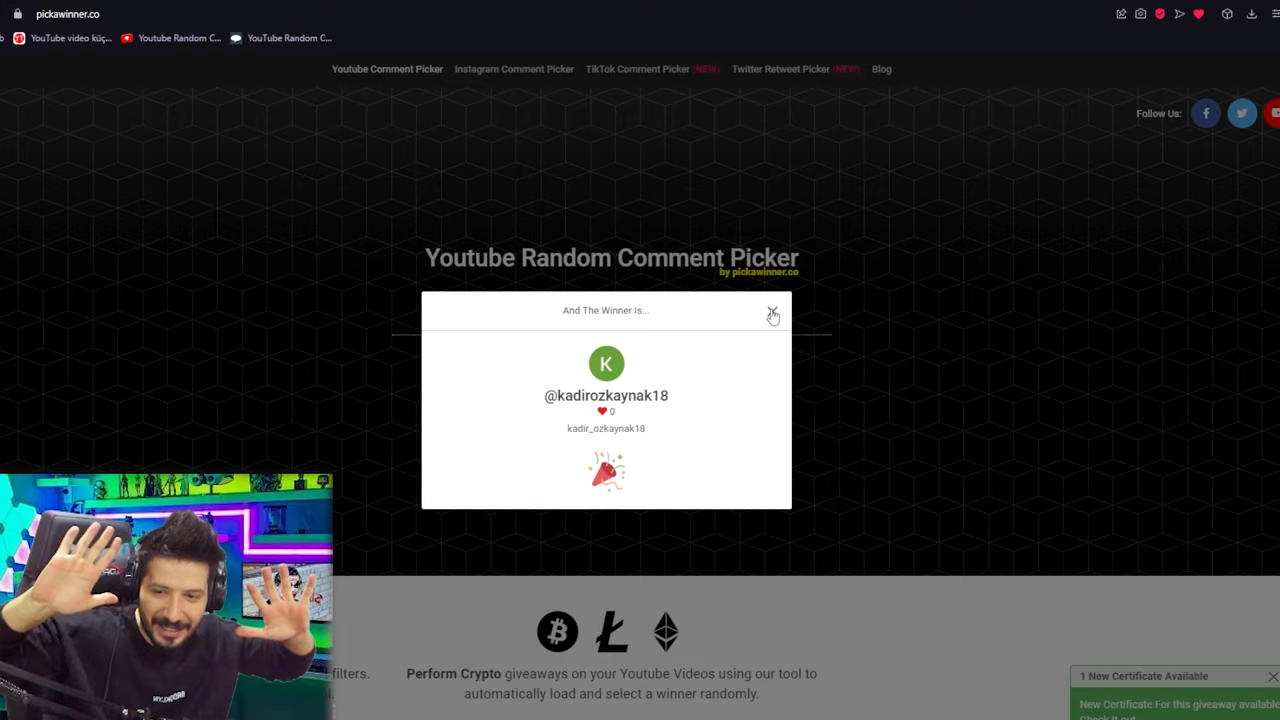 pickawinner.co
YouTube video küç...
Youtube Random C...
YouTube Random C...
Youtube Comment Picker
Instagram Comment Picker
TikTok Comment Picker (NEW)
Twitter Retweet Picker (NEW)
Blog
Follow Us:
Youtube Random Comment Picker
by pickawinner.co
And The Winner Is...
K
@kadirozkaynak18
0
kadir_ozkaynak18
filters.
Perform Crypto giveaways on your Youtube Videos using our tool to
automatically load and select a winner randomly.
1 New Certificate Available
New Certificate For this giveaway available
Check It out